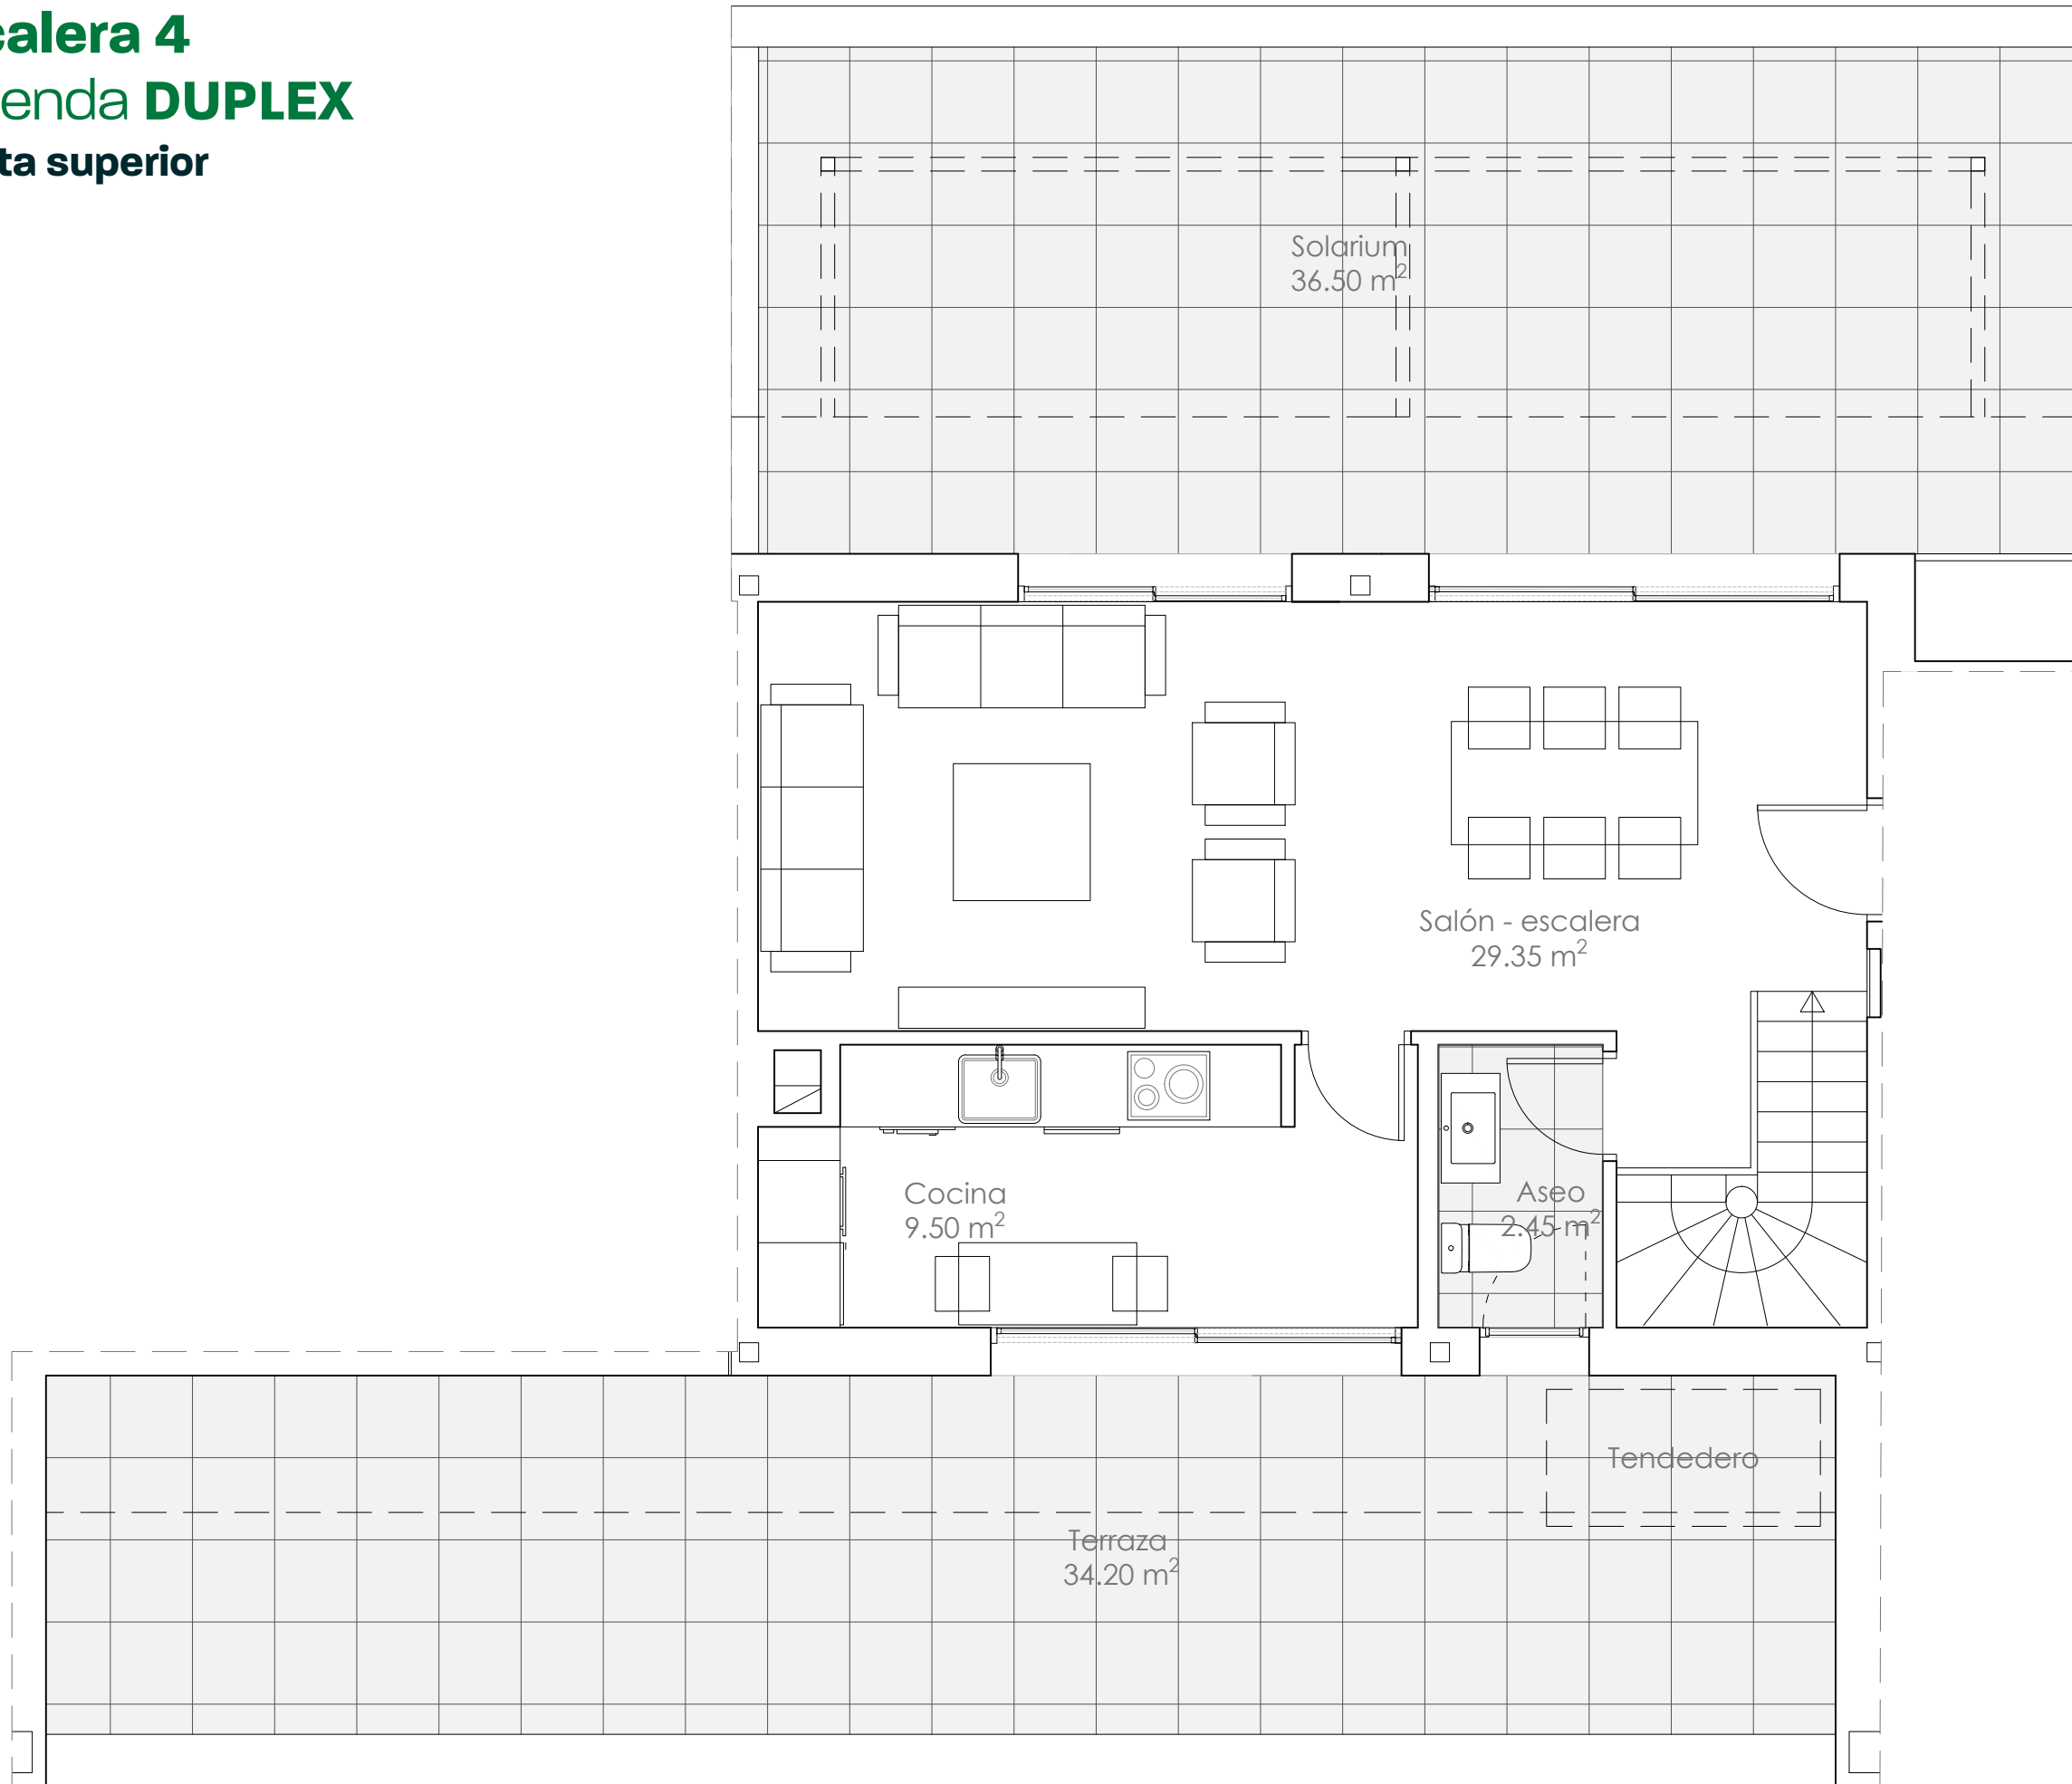 calera 4
enda DUPLEX
ta superior
Solarium
36.50 m²
Salón - escalera
29.35 m²
Cocina
9.50 m²
Aseo
2.45 m²
Tendedero
Terraza
34.20 m²